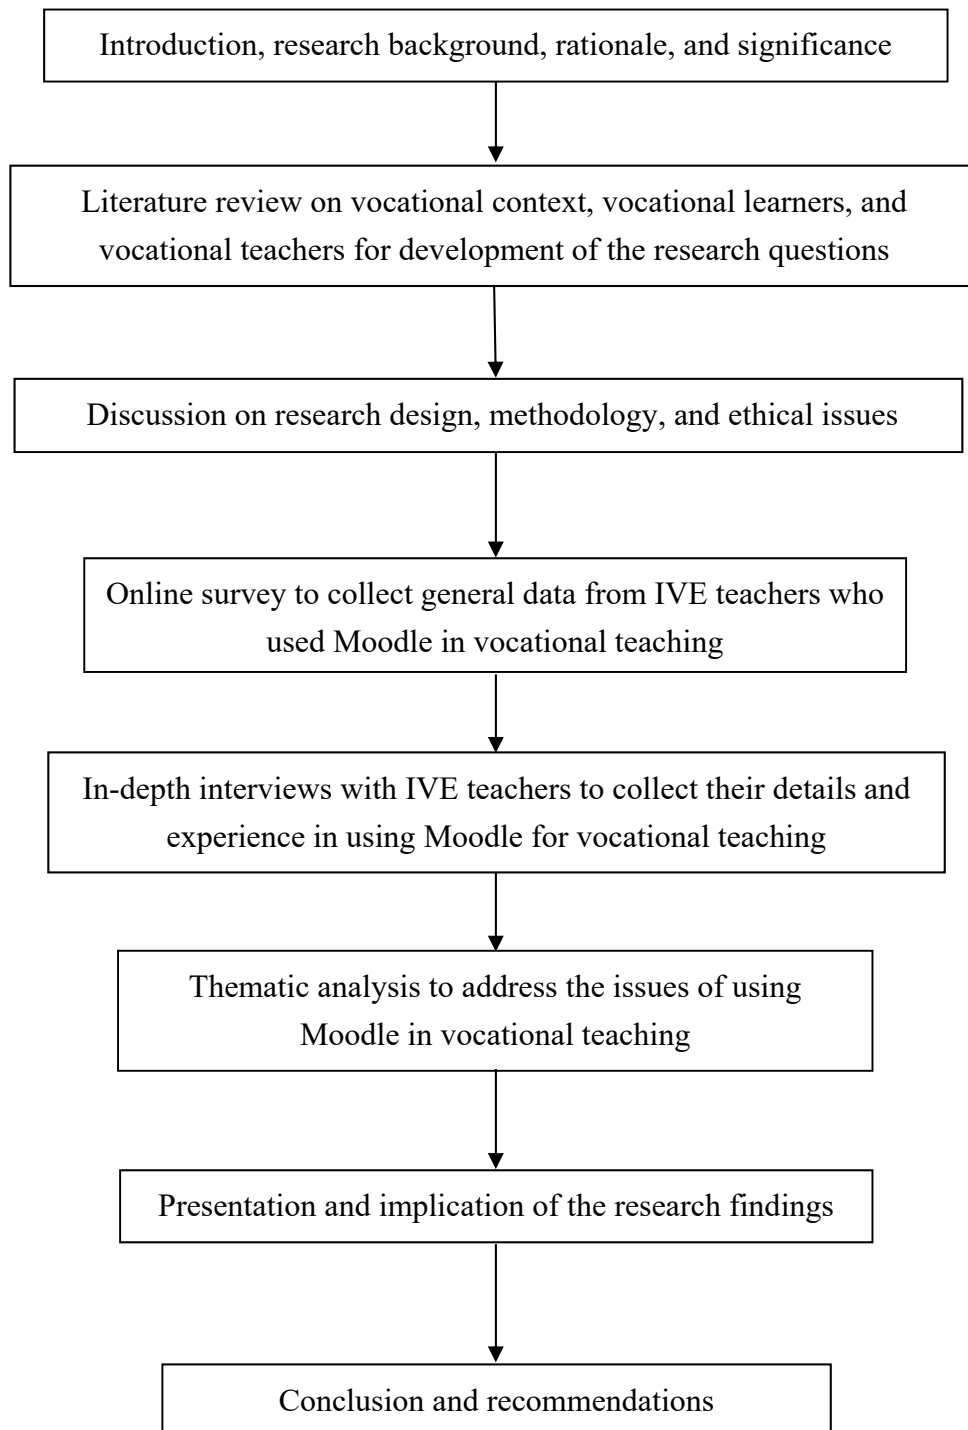 Introduction, research background, rationale, and significance
Literature review on vocational context, vocational learners, and
vocational teachers for development of the research questions
Discussion on research design, methodology, and ethical issues
Online survey to collect general data from IVE teachers who
used Moodle in vocational teaching
In-depth interviews with IVE teachers to collect their details and
experience in using Moodle for vocational teaching
Thematic analysis to address the issues of using
Moodle in vocational teaching
Presentation and implication of the research findings
Conclusion and recommendations